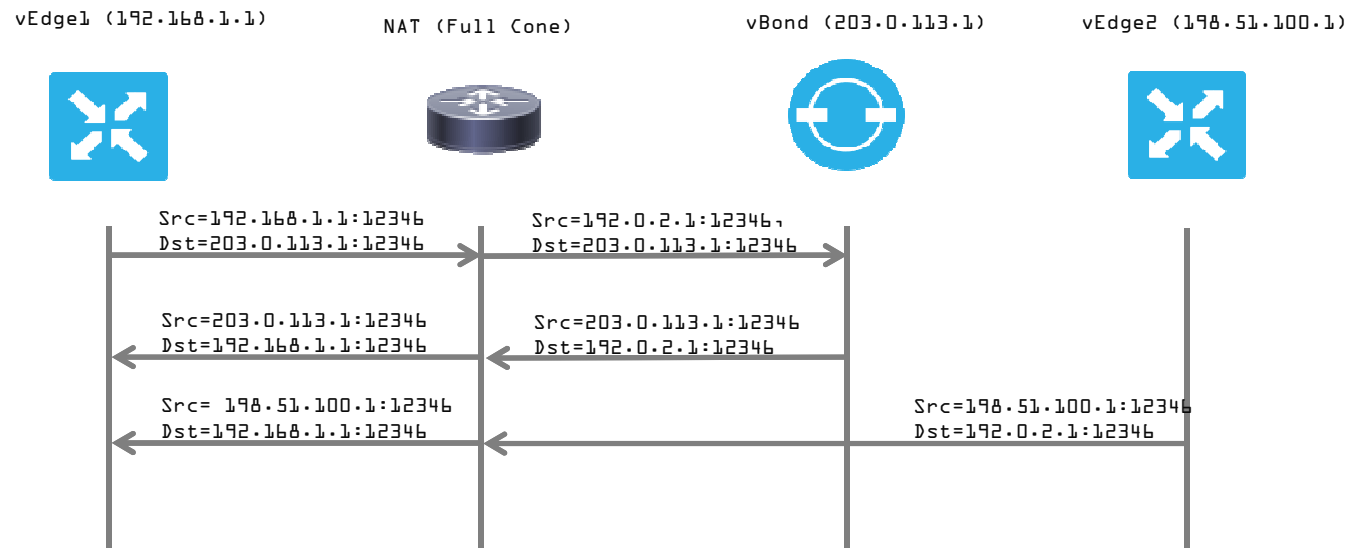 vEdge1 (192.168.1.1)
NAT (Full Cone)
vBond (203.0.113.1)
vEdge2 (198.51.100.1)
Src=192.168.1.1:12346
Dst=203.0.113.1:12346
Src=192.0.2.1:12346,
Dst=203.0.113.1:12346
Src=203.0.113.1:12346
Dst=192.168.1.1:12346
Src=203.0.113.1:12346
Dst=192.0.2.1:12346
Src= 198.51.100.1:12346
Dst=192.168.1.1:12346
Src=198.51.100.1:12346
Dst=192.0.2.1:12346